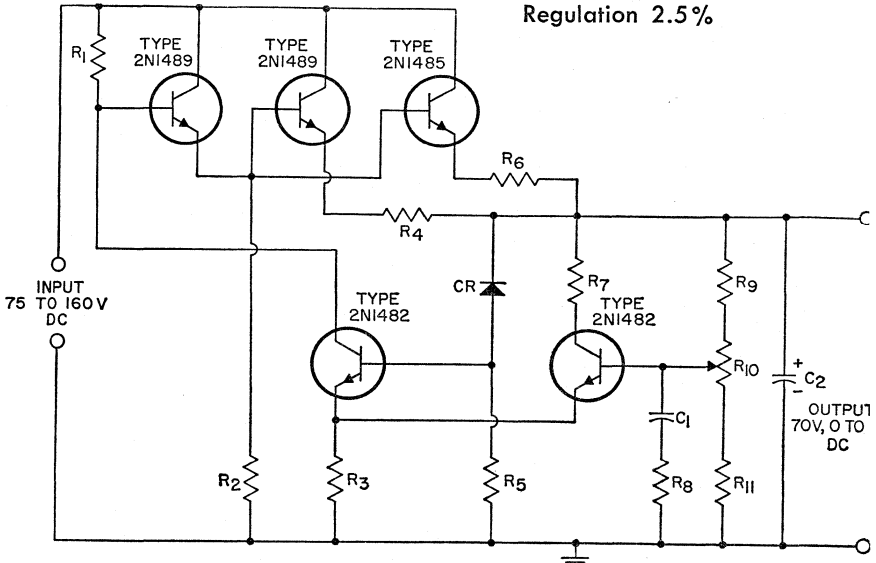 Regulation 2.5%
R1
TYPE
2N1489
TYPE
2N1489
TYPE
2N1485
R6
R4
INPUT
75 TO 160V
DC
CR
R7
TYPE
2N1482
TYPE
2N1482
R9
R10
+
C2
-
C1
OUTPUT
70V, 0 TO
DC
R2
R3
R5
R8
R11